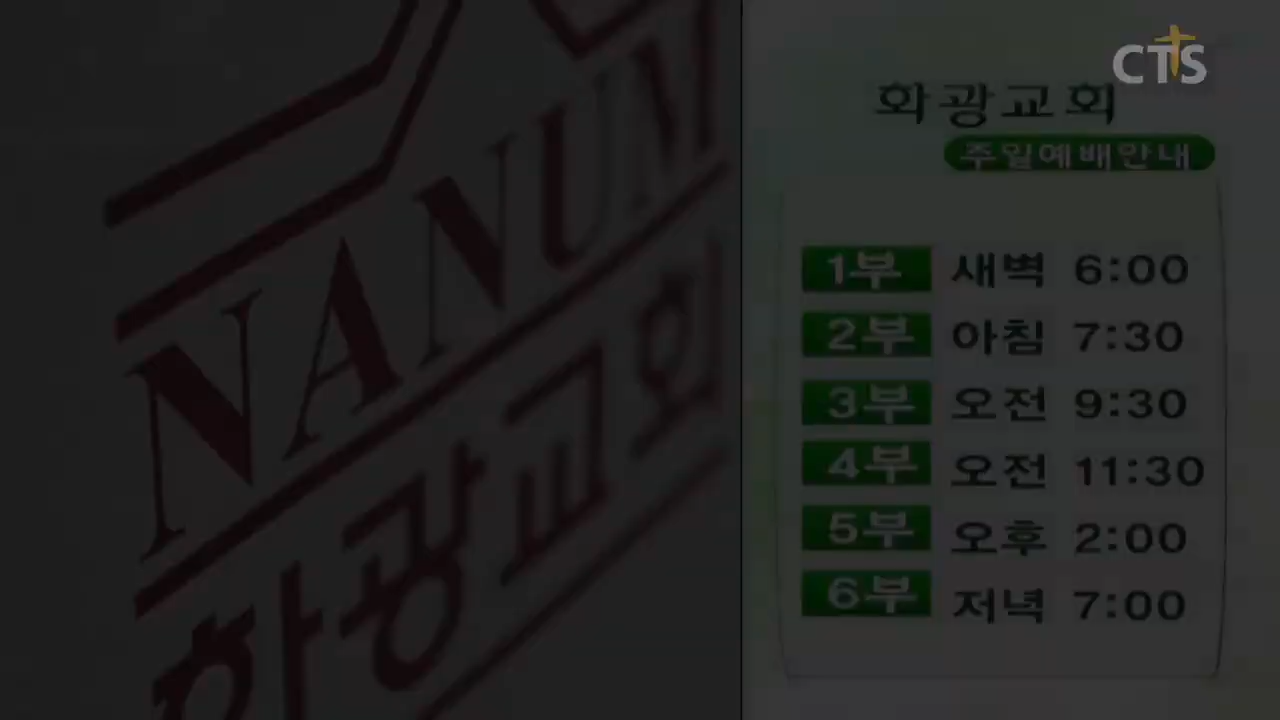 NANUM
화광교회
CTS
화광교회
주일예배안내
1부 새벽 6:00
2부 아침 7:30
3부 오전 9:30
4부 오전 11:30
5부 오후 2:00
6부 저녁 7:00